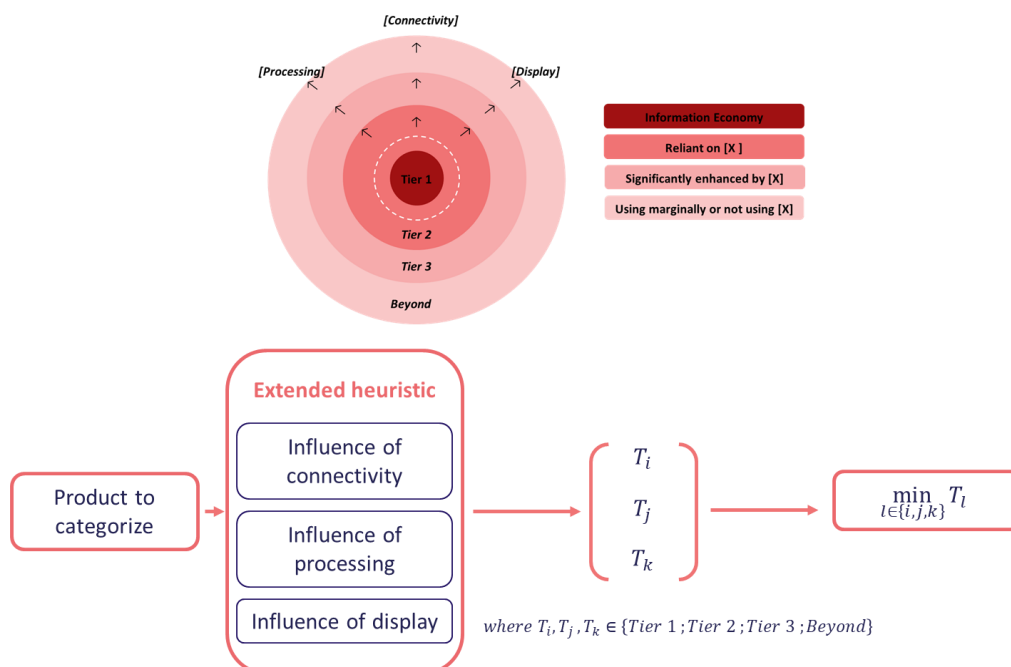 [Connectivity]
[Processing]
[Display]
Tier 1
Tier 2
Tier 3
Beyond
Information Economy
Reliant on [X ]
Significantly enhanced by [X]
Using marginally or not using [X]
Product to
categorize
Extended heuristic
Influence of
connectivity
Influence of
processing
Influence of display
T_i
T_j
T_k
where T_i, T_j, T_k ∈ {Tier 1 ; Tier 2 ; Tier 3 ; Beyond}
min T_l
l∈{i,j,k}